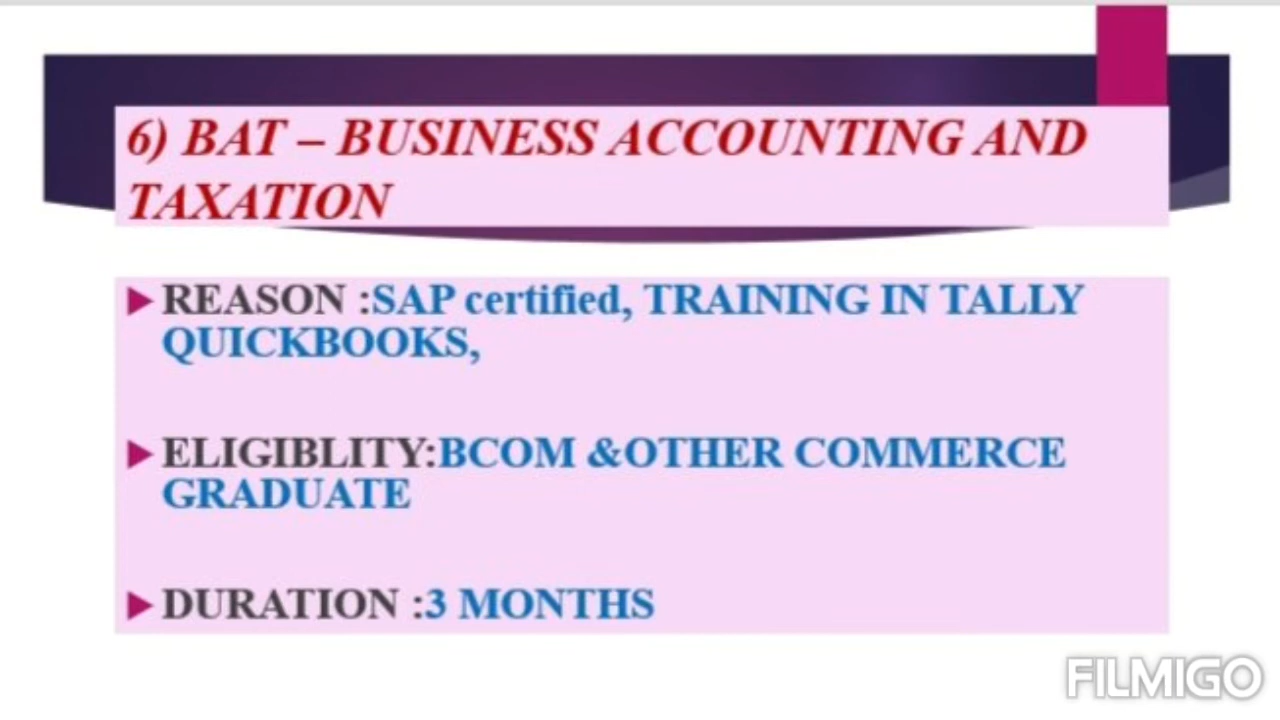 6) BAT – BUSINESS ACCOUNTING AND
TAXATION
REASON :SAP certified, TRAINING IN TALLY
QUICKBOOKS,
ELIGIBLITY:BCOM &OTHER COMMERCE
GRADUATE
DURATION :3 MONTHS
FILMIGO